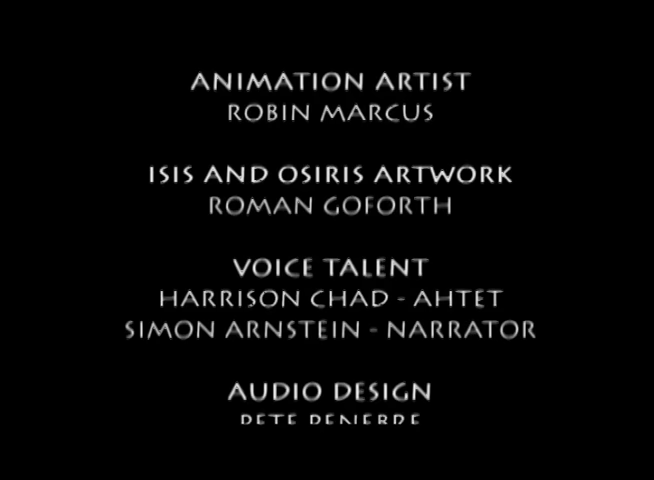 ANIMATION ARTIST
ROBIN MARCUS
ISIS AND OSIRIS ARTWORK
ROMAN GOFORTH
VOICE TALENT
HARRISON CHAD - AHTET
SIMON ARNSTEIN - NARRATOR
AUDIO DESIGN
PETE